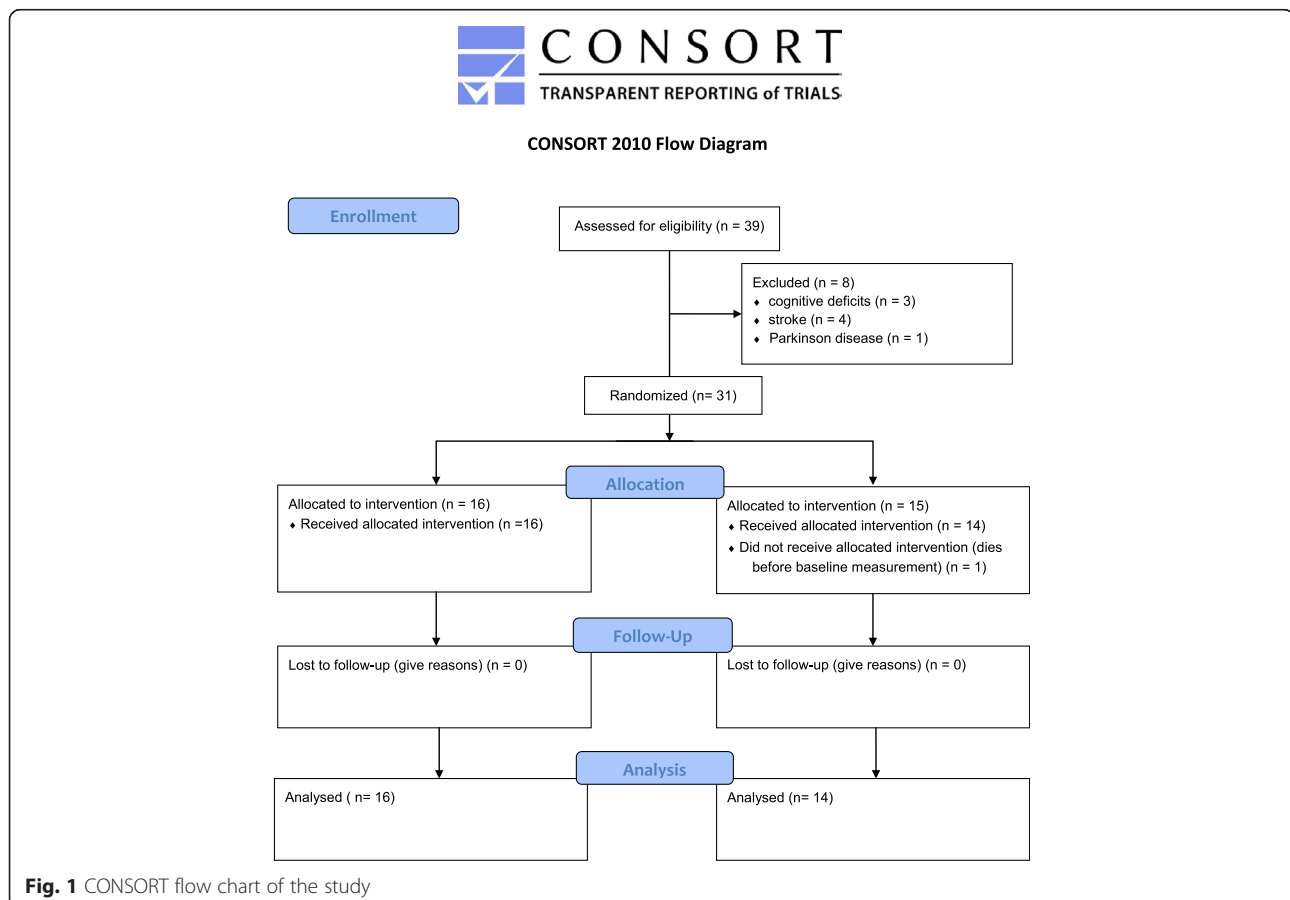 CONSORT
TRANSPARENT REPORTING of TRIALS
CONSORT 2010 Flow Diagram
Enrollment
Assessed for eligibility (n = 39)
Excluded (n = 8)
♦ cognitive deficits (n = 3)
♦ stroke (n = 4)
♦ Parkinson disease (n = 1)
Randomized (n= 31)
Allocation
Allocated to intervention (n = 16)
♦ Received allocated intervention (n =16)
Allocated to intervention (n = 15)
♦ Received allocated intervention (n = 14)
♦ Did not receive allocated intervention (dies
before baseline measurement) (n = 1)
Follow-Up
Lost to follow-up (give reasons) (n = 0)
Lost to follow-up (give reasons) (n = 0)
Analysis
Analysed ( n= 16)
Analysed (n= 14)
Fig. 1 CONSORT flow chart of the study